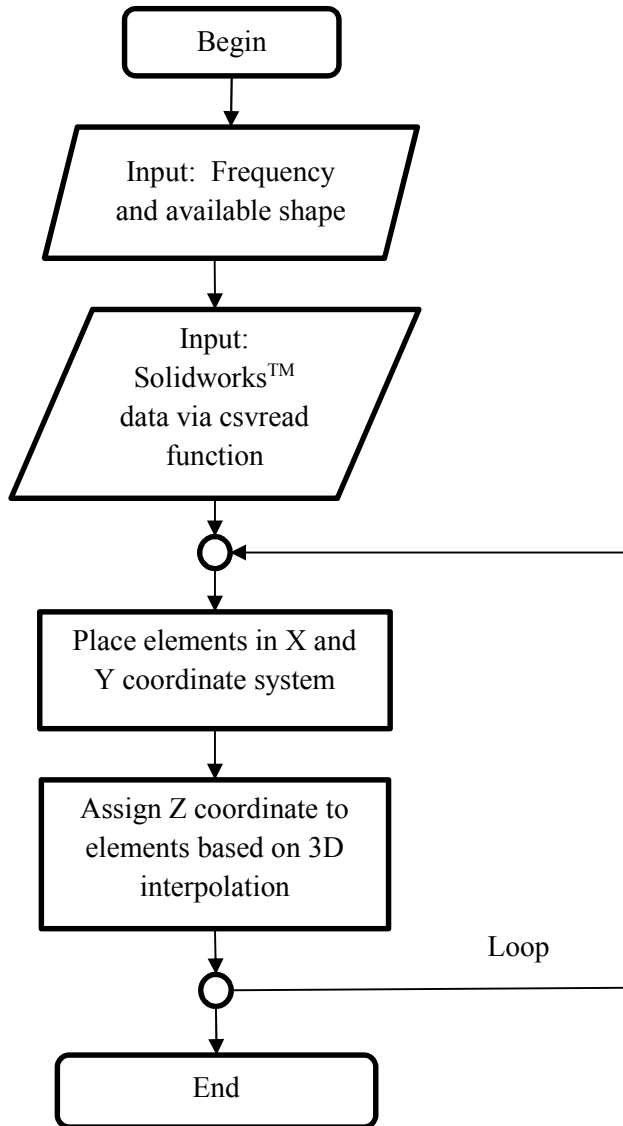 Begin
Input: Frequency
and available shape
Input:
Solidworks™
data via csvread
function
Place elements in X and
Y coordinate system
Assign Z coordinate to
elements based on 3D
interpolation
Loop
End